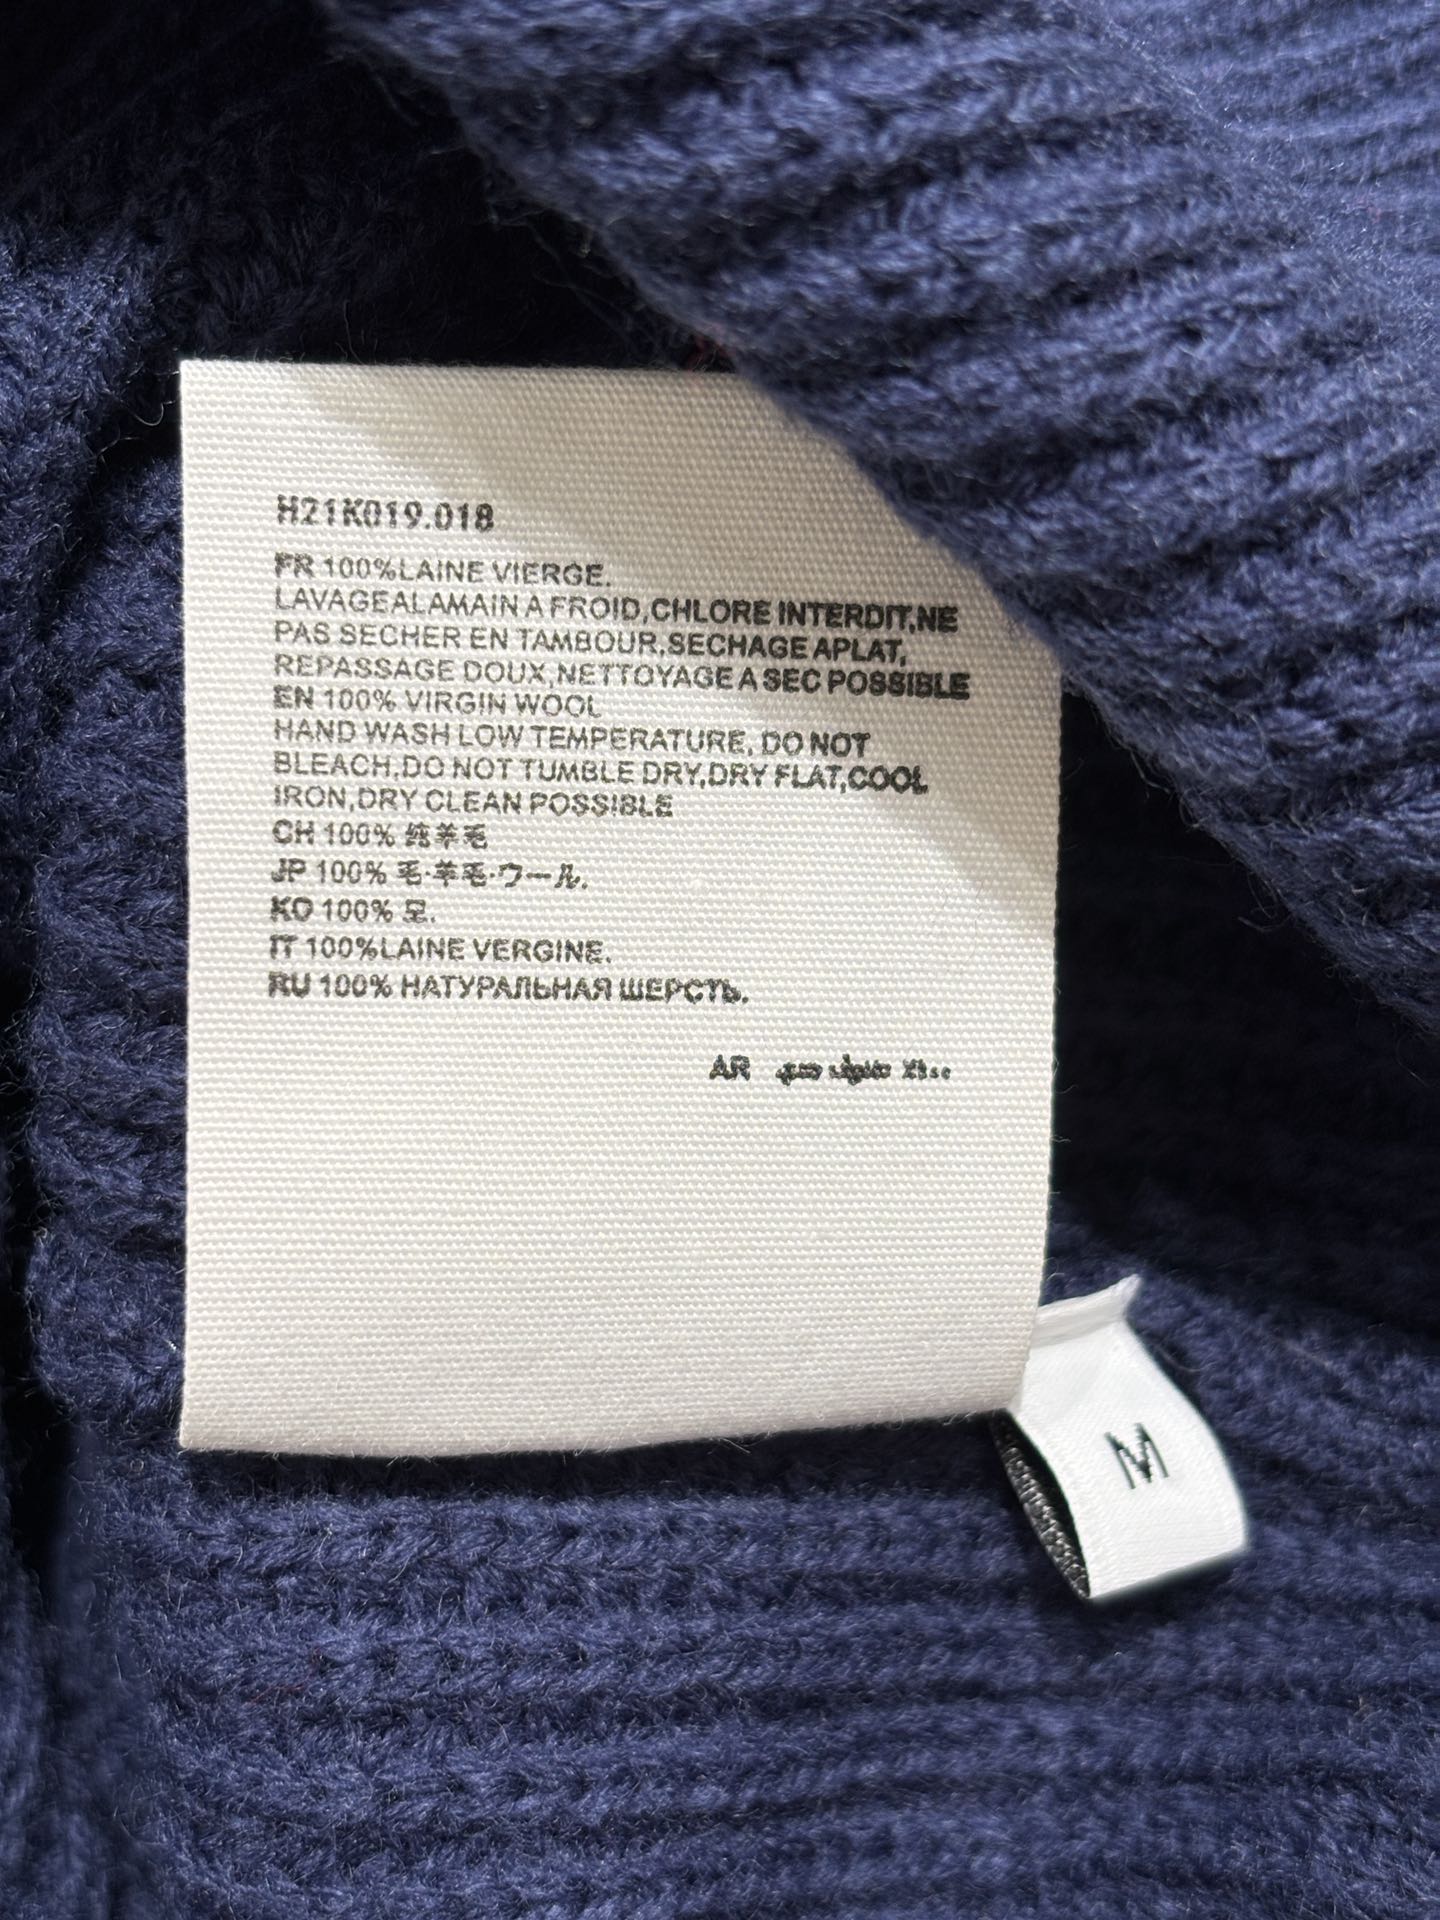 H21K019.018
FR 100%LAINE VIERGE.
LAVAGEALAMAIN A FROID,CHLORE INTERDIT,NE
PAS SECHER EN TAMBOUR,SECHAGE APLAT,
REPASSAGE DOUX,NETTOYAGE A SEC POSSIBLE
EN 100% VIRGIN WOOL
HAND WASH LOW TEMPERATURE, DO NOT
BLEACH,DO NOT TUMBLE DRY,DRY FLAT,COOL
IRON,DRY CLEAN POSSIBLE
CH 100% 纯羊毛
JP 100% 毛·羊毛·ウール.
KO 100% 모.
IT 100%LAINE VERGINE.
RU 100% НАТУРАЛЬНАЯ ШЕРСТЬ.
AR
M